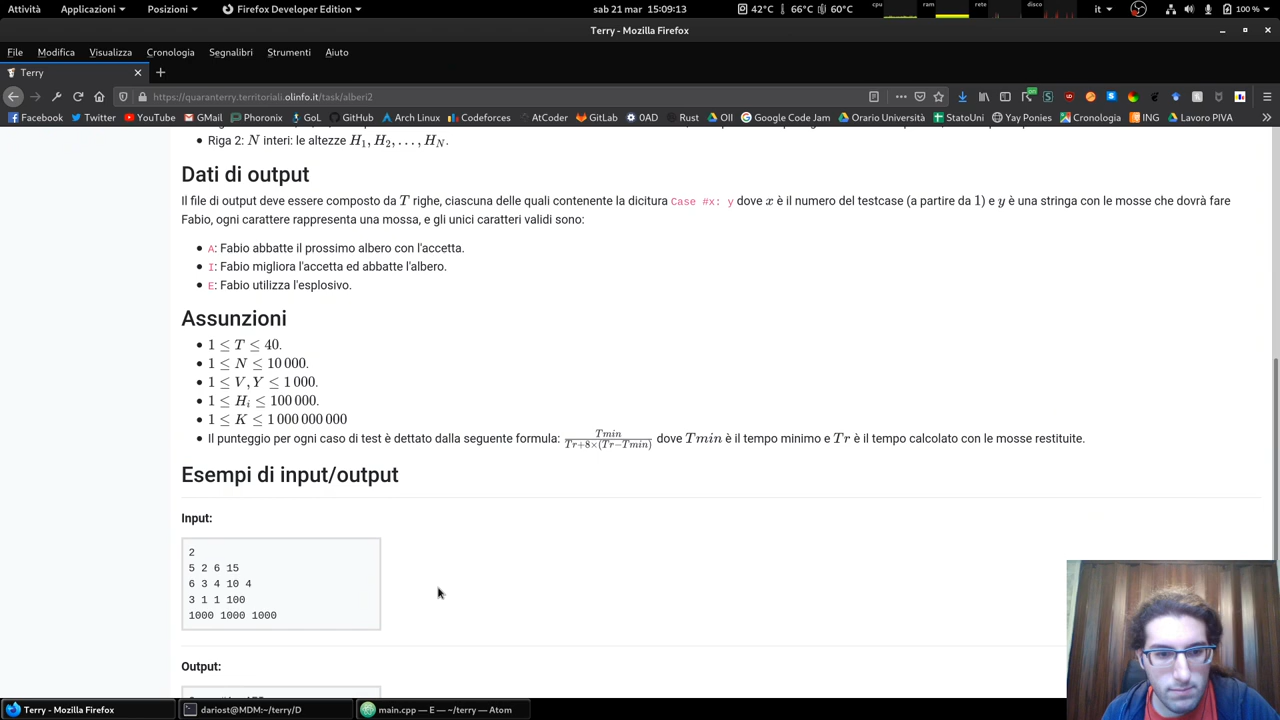 Attività Applicazioni Posizioni Firefox Developer Edition sab 21 mar 15:09:13 42°C 66°C 60°C cpu ram rete disco it 100 %
Terry - Mozilla Firefox
File Modifica Visualizza Cronologia Segnalibri Strumenti Aiuto
Terry
https://quaranterry.territoriali.olinfo.it/task/alberi2
Facebook Twitter YouTube GMail Phoronix GoL GitHub Arch Linux Codeforces AtCoder GitLab OAD Rust OII Google Code Jam Orario Università StatoUni Yay Ponies Cronologia ING Lavoro PIVA
Riga 2: N interi: le altezze H1, H2, . . . , HN.
Dati di output
Il file di output deve essere composto da T righe, ciascuna delle quali contenente la dicitura Case #x: y dove x è il numero del testcase (a partire da 1) e y è una stringa con le mosse che dovrà fare
Fabio, ogni carattere rappresenta una mossa, e gli unici caratteri validi sono:
A: Fabio abbatte il prossimo albero con l'accetta.
I: Fabio migliora l'accetta ed abbatte l'albero.
E: Fabio utilizza l'esplosivo.
Assunzioni
1 ≤ T ≤ 40.
1 ≤ N ≤ 10 000.
1 ≤ V, Y ≤ 1 000.
1 ≤ Hi ≤ 100 000.
1 ≤ K ≤ 1 000 000 000
Il punteggio per ogni caso di test è dettato dalla seguente formula: Tmin / Tr+8×(Tr−Tmin) dove Tmin è il tempo minimo e Tr è il tempo calcolato con le mosse restituite.
Esempi di input/output
Input:
2
5 2 6 15
6 3 4 10 4
3 1 1 100
1000 1000 1000
Output:
Terry - Mozilla Firefox dariost@MDM:~/terry/D main.cpp — E — ~/terry — Atom